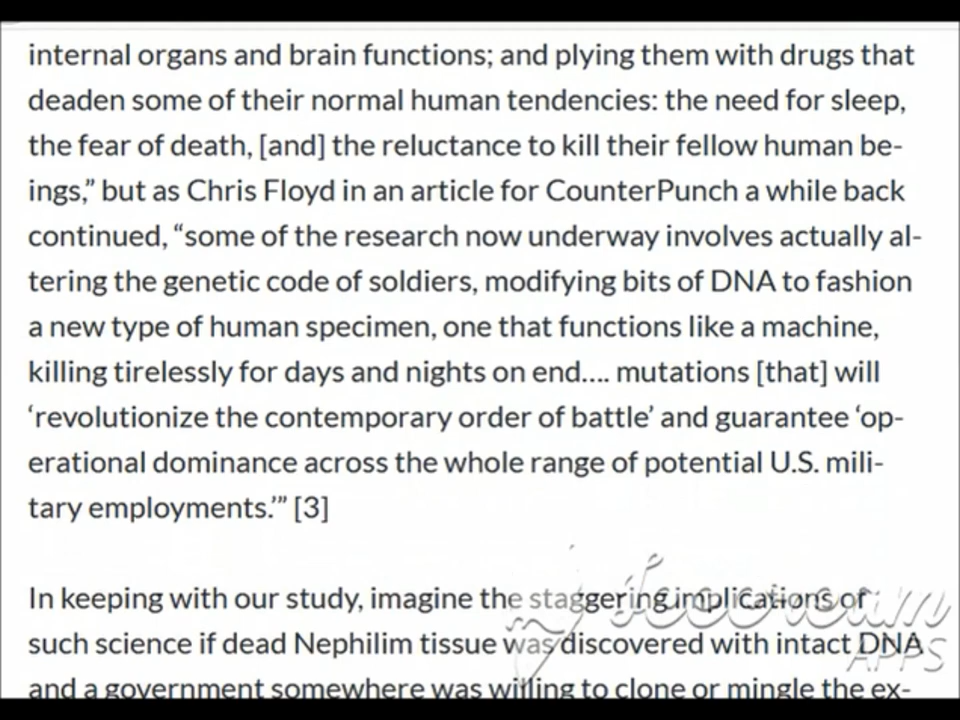 internal organs and brain functions; and plying them with drugs that
deaden some of their normal human tendencies: the need for sleep,
the fear of death, [and] the reluctance to kill their fellow human be-
ings,” but as Chris Floyd in an article for CounterPunch a while back
continued, “some of the research now underway involves actually al-
tering the genetic code of soldiers, modifying bits of DNA to fashion
a new type of human specimen, one that functions like a machine,
killing tirelessly for days and nights on end.... mutations [that] will
‘revolutionize the contemporary order of battle’ and guarantee ‘op-
erational dominance across the whole range of potential U.S. mili-
tary employments.’” [3]
In keeping with our study, imagine the staggering implications of
such science if dead Nephilim tissue was discovered with intact DNA
and a government somewhere was willing to clone or mingle the ex-
APPS